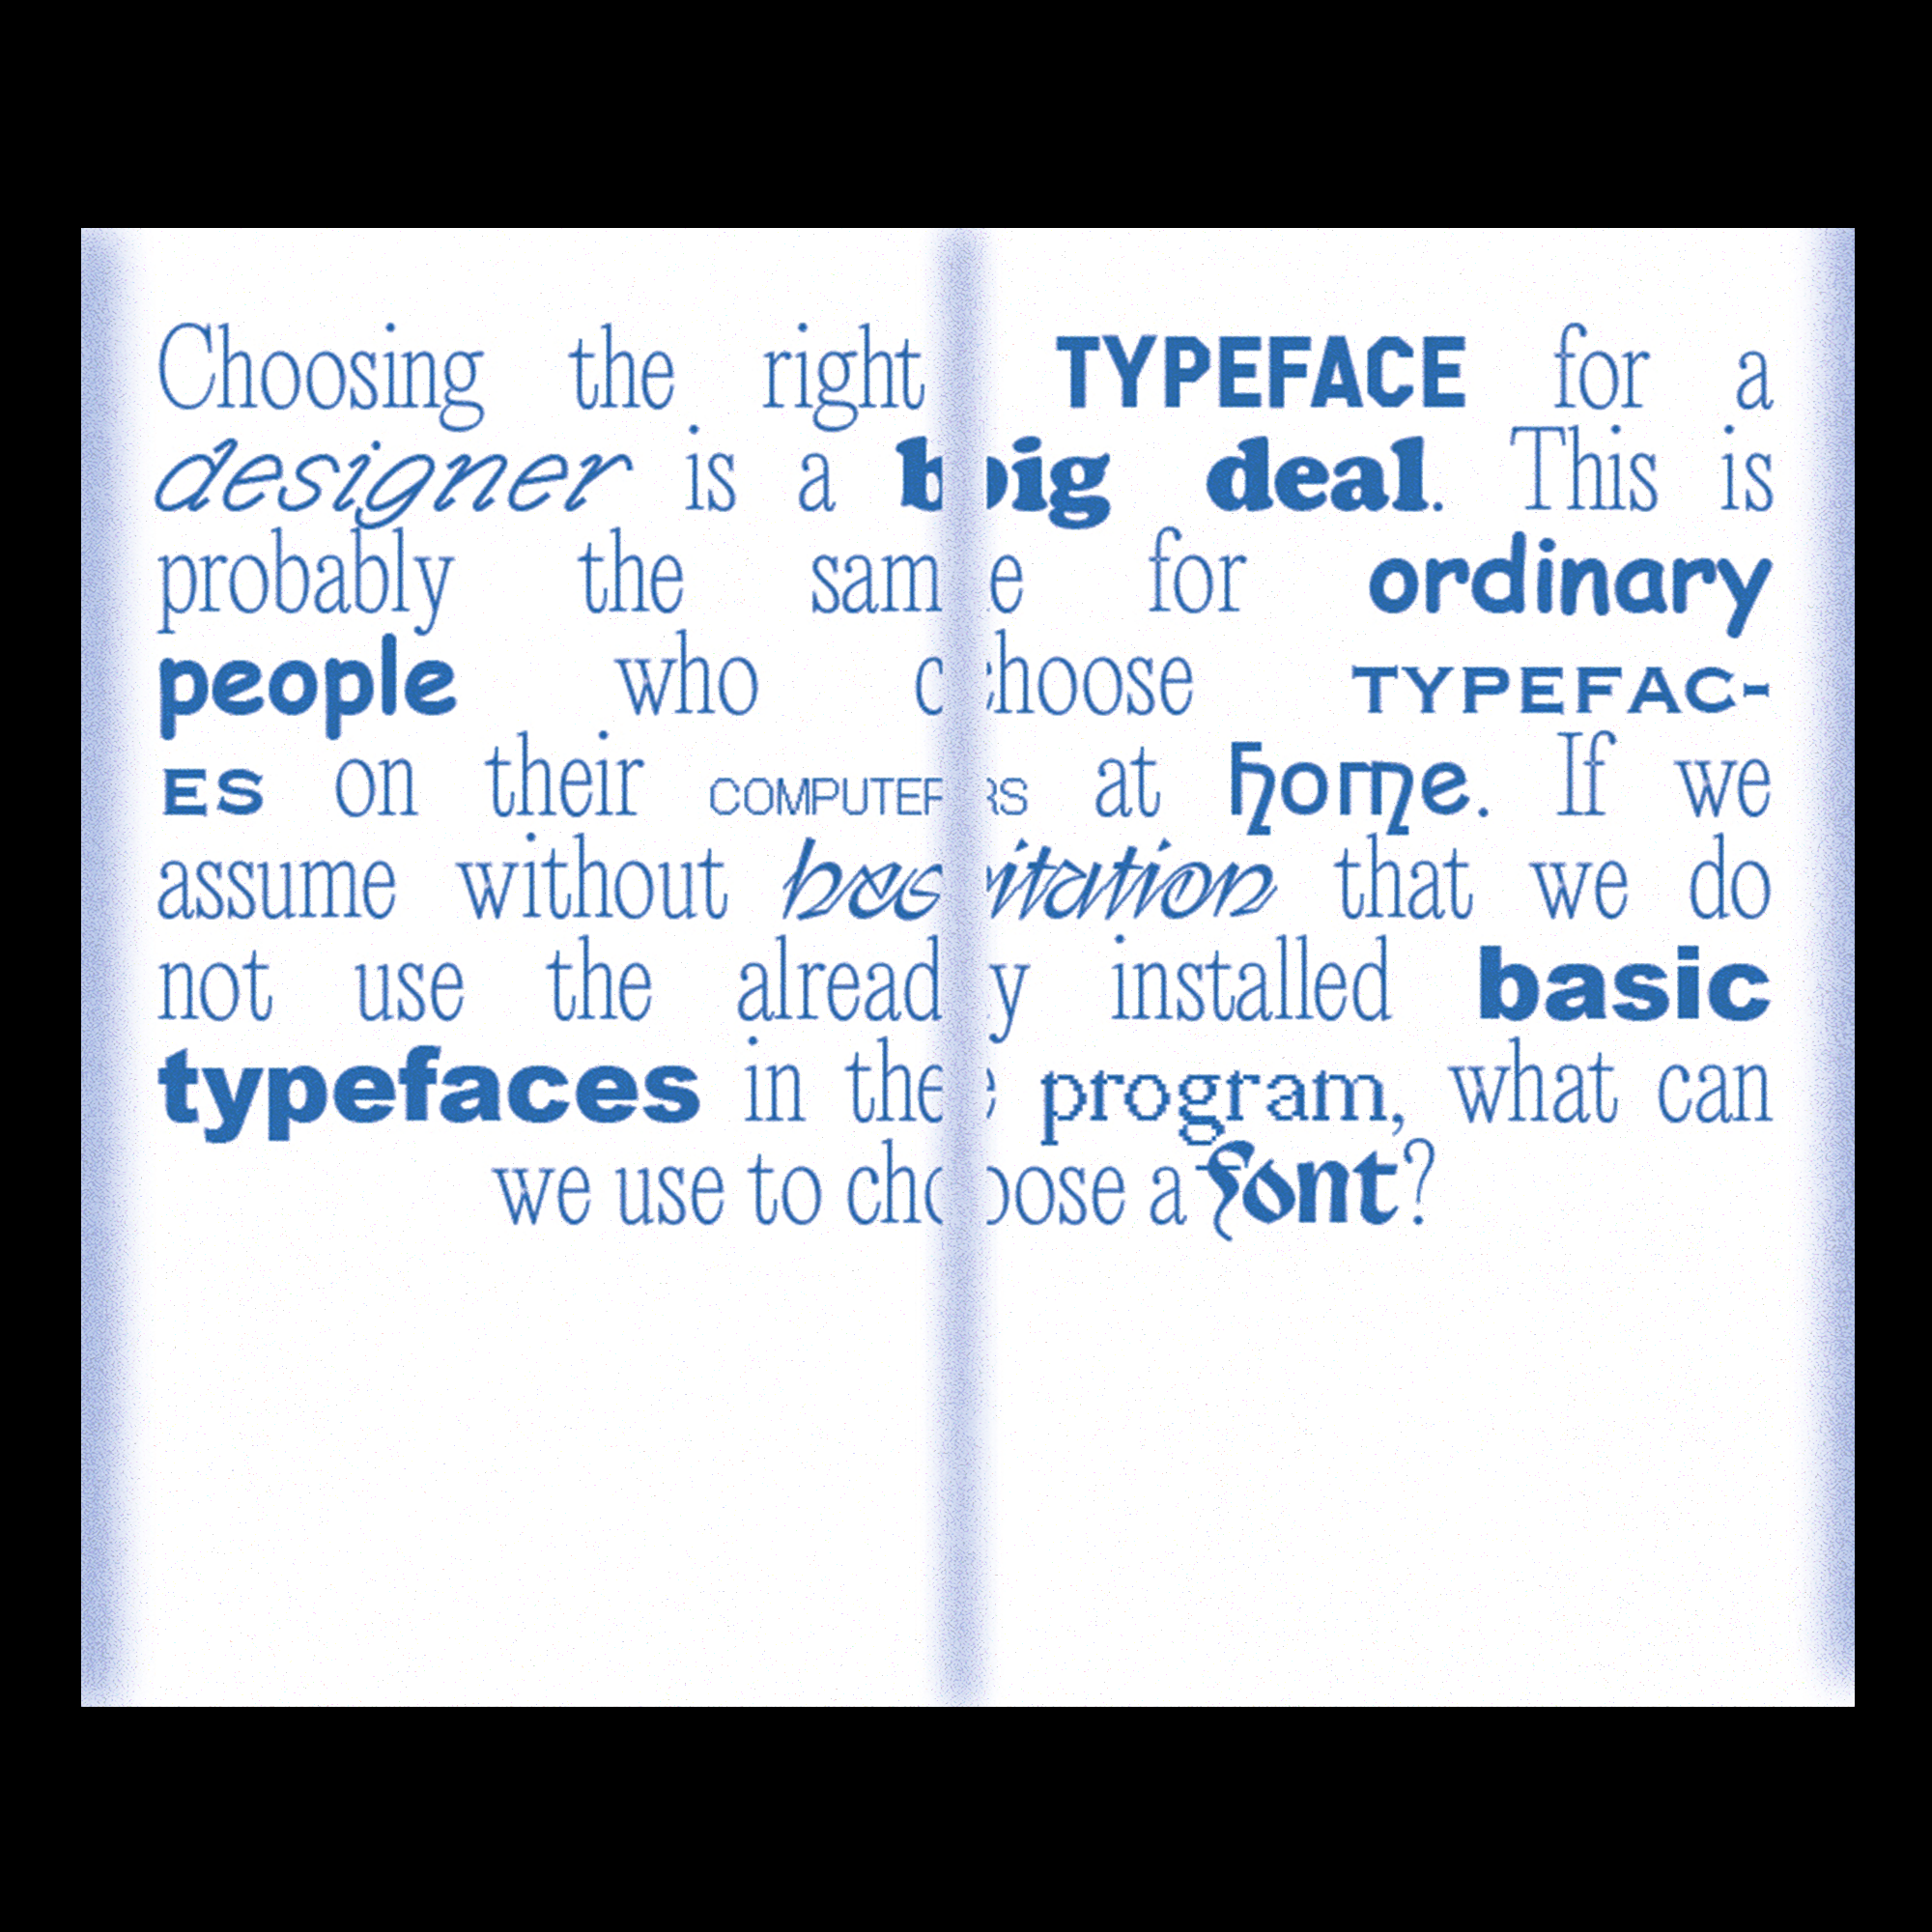 Choosing the right TYPEFACE for a
designer is a big deal. This is
probably the same for ordinary
people who choose TYPEFAC-
ES on their COMPUTERS at home. If we
assume without hesitation that we do
not use the already installed basic
typefaces in the program, what can
we use to choose a font?